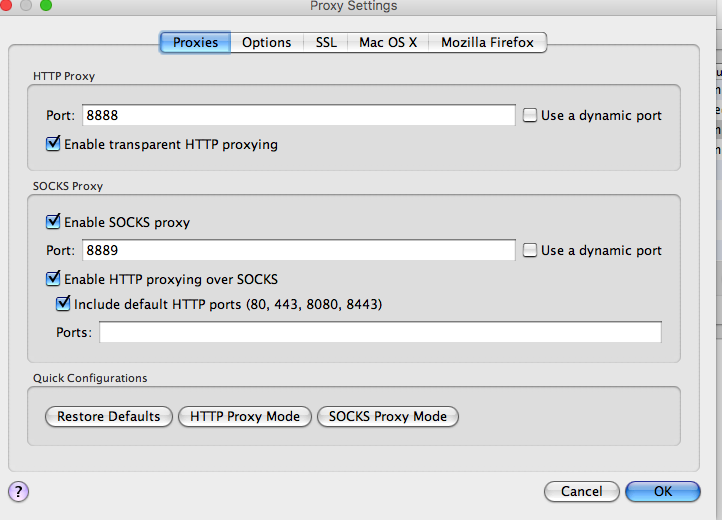 Proxy Settings
Proxies Options SSL Mac OS X Mozilla Firefox
HTTP Proxy
Port: 8888 Use a dynamic port
Enable transparent HTTP proxying
SOCKS Proxy
Enable SOCKS proxy
Port: 8889 Use a dynamic port
Enable HTTP proxying over SOCKS
Include default HTTP ports (80, 443, 8080, 8443)
Ports:
Quick Configurations
Restore Defaults HTTP Proxy Mode SOCKS Proxy Mode
? Cancel OK